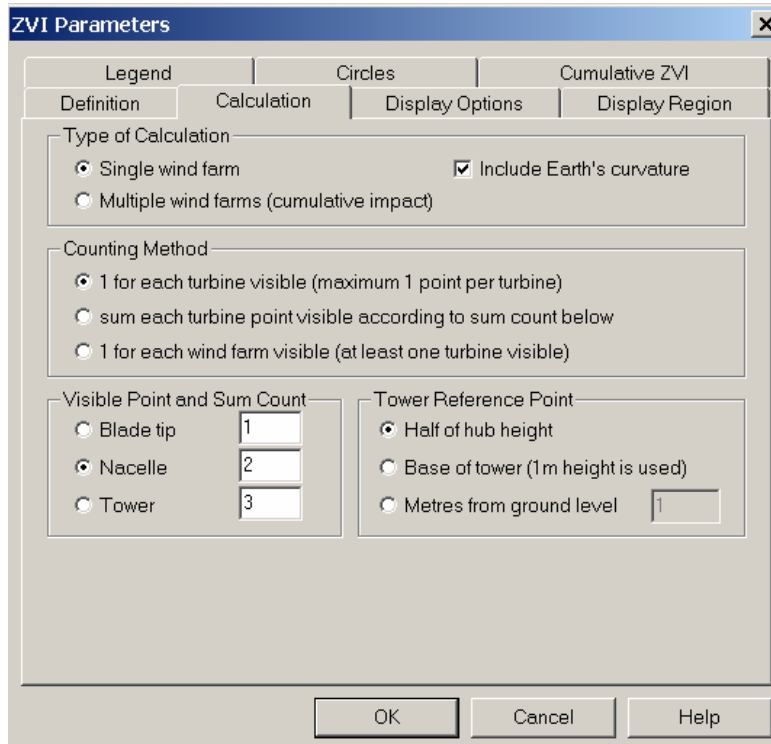 ZVI Parameters
Legend Circles Cumulative ZVI
Definition Calculation Display Options Display Region
Type of Calculation
Single wind farm Include Earth's curvature
Multiple wind farms (cumulative impact)
Counting Method
1 for each turbine visible (maximum 1 point per turbine)
sum each turbine point visible according to sum count below
1 for each wind farm visible (at least one turbine visible)
Visible Point and Sum Count Tower Reference Point
Blade tip 1 Half of hub height
Nacelle 2 Base of tower (1m height is used)
Tower 3 Metres from ground level 1
OK Cancel Help